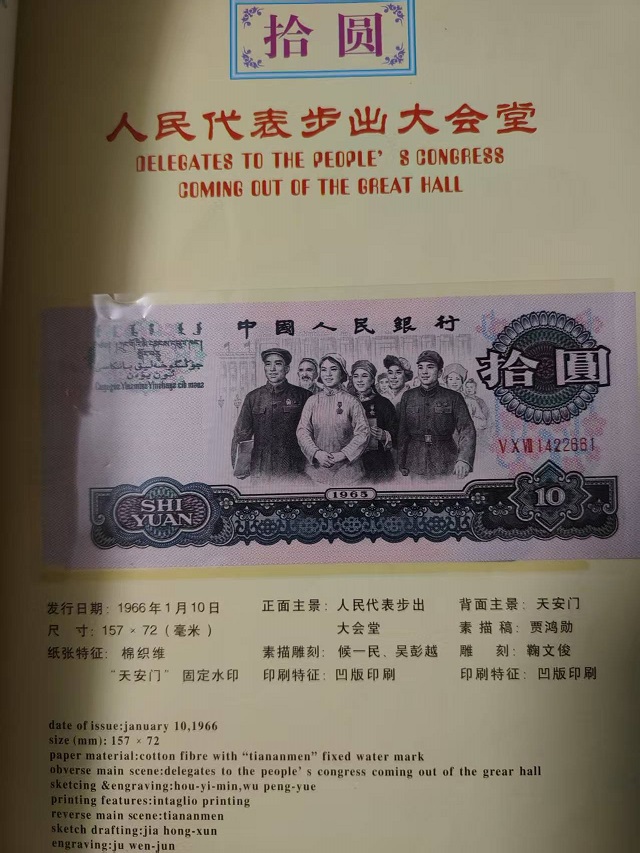 拾圆
人民代表步出大会堂
DELEGATES TO THE PEOPLE’S CONGRESS
COMING OUT OF THE GREAT HALL
中國人民銀行
拾圓
VXⅦ1422661
1965
SHI
YUAN
10
发行日期：1966年1月10日
尺 寸：157×72（毫米）
纸张特征：棉织维
“天安门”固定水印
正面主景：人民代表步出
大会堂
素描雕刻：候一民、吴彭越
印刷特征：凹版印刷
背面主景：天安门
素描稿：贾鸿勋
雕 刻：鞠文俊
印刷特征：凹版印刷
date of issue:january 10,1966
size (mm): 157 × 72
paper material:cotton fibre with “tiananmen” fixed water mark
obverse main scene:delegates to the people’s congress coming out of the grear hall
sketcing &engraving:hou-yi-min,wu peng-yue
printing features:intaglio printing
reverse main scene:tiananmen
sketch drafting:jia hong-xun
engraving:ju wen-jun